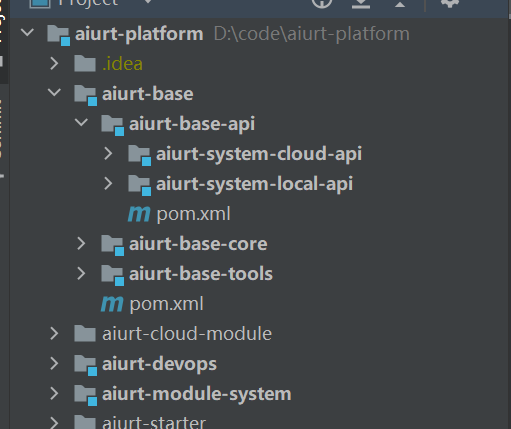 Project
aiurt-platform D:\code\aiurt-platform
.idea
aiurt-base
aiurt-base-api
aiurt-system-cloud-api
aiurt-system-local-api
pom.xml
aiurt-base-core
aiurt-base-tools
pom.xml
aiurt-cloud-module
aiurt-devops
aiurt-module-system
aiurt-starter